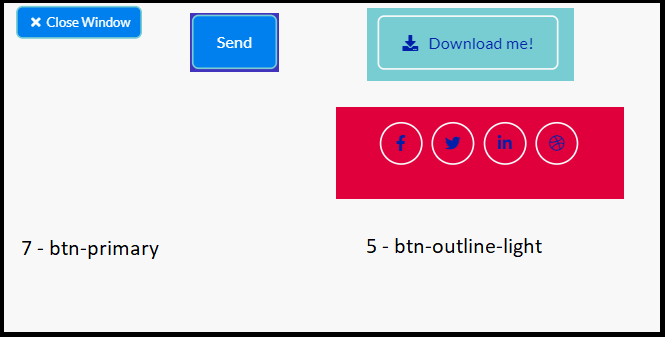 Close Window
Send
Download me!
7 - btn-primary
5 - btn-outline-light